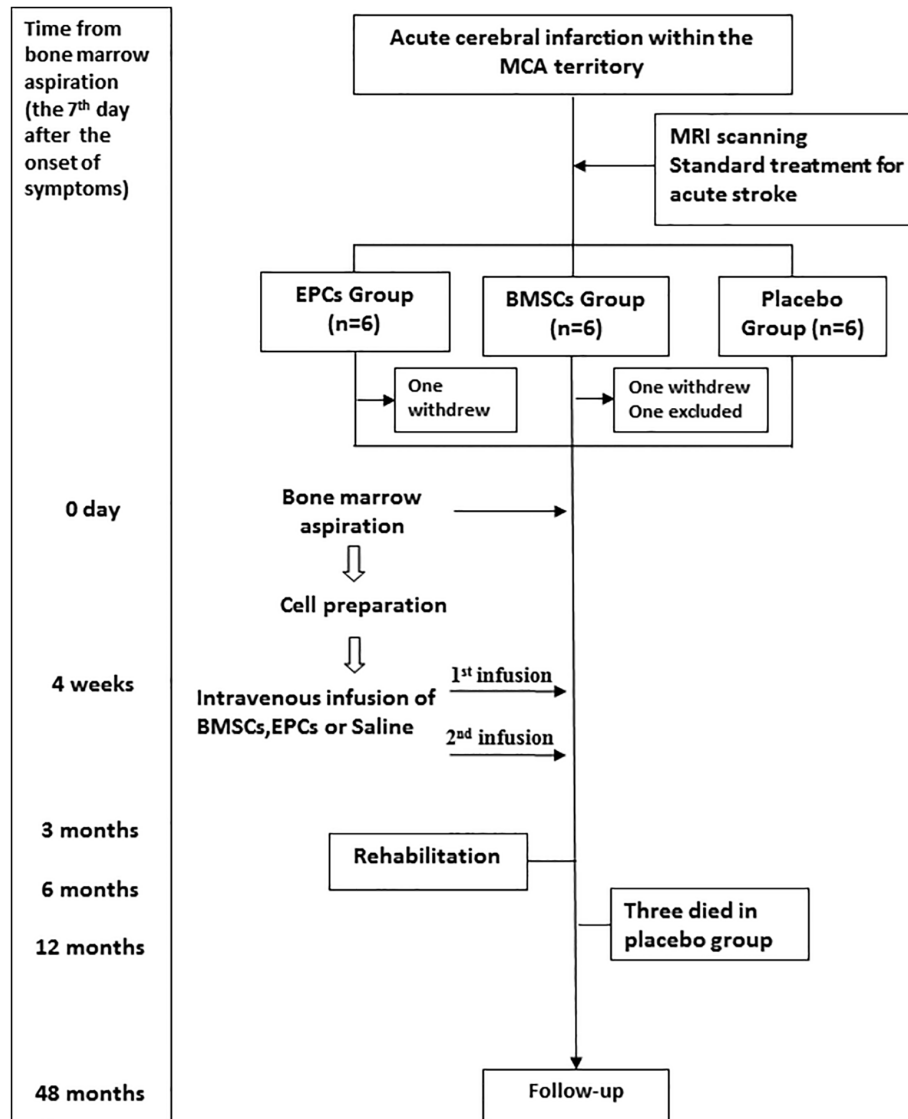 Time from
bone marrow
aspiration
(the 7th day
after the
onset of
symptoms)
Acute cerebral infarction within the
MCA territory
MRI scanning
Standard treatment for
acute stroke
EPCs Group
(n=6)
BMSCs Group
(n=6)
Placebo
Group (n=6)
One
withdrew
One withdrew
One excluded
0 day
Bone marrow
aspiration
Cell preparation
4 weeks
Intravenous infusion of
BMSCs,EPCs or Saline
1st infusion
2nd infusion
3 months
Rehabilitation
6 months
Three died in
placebo group
12 months
48 months
Follow-up